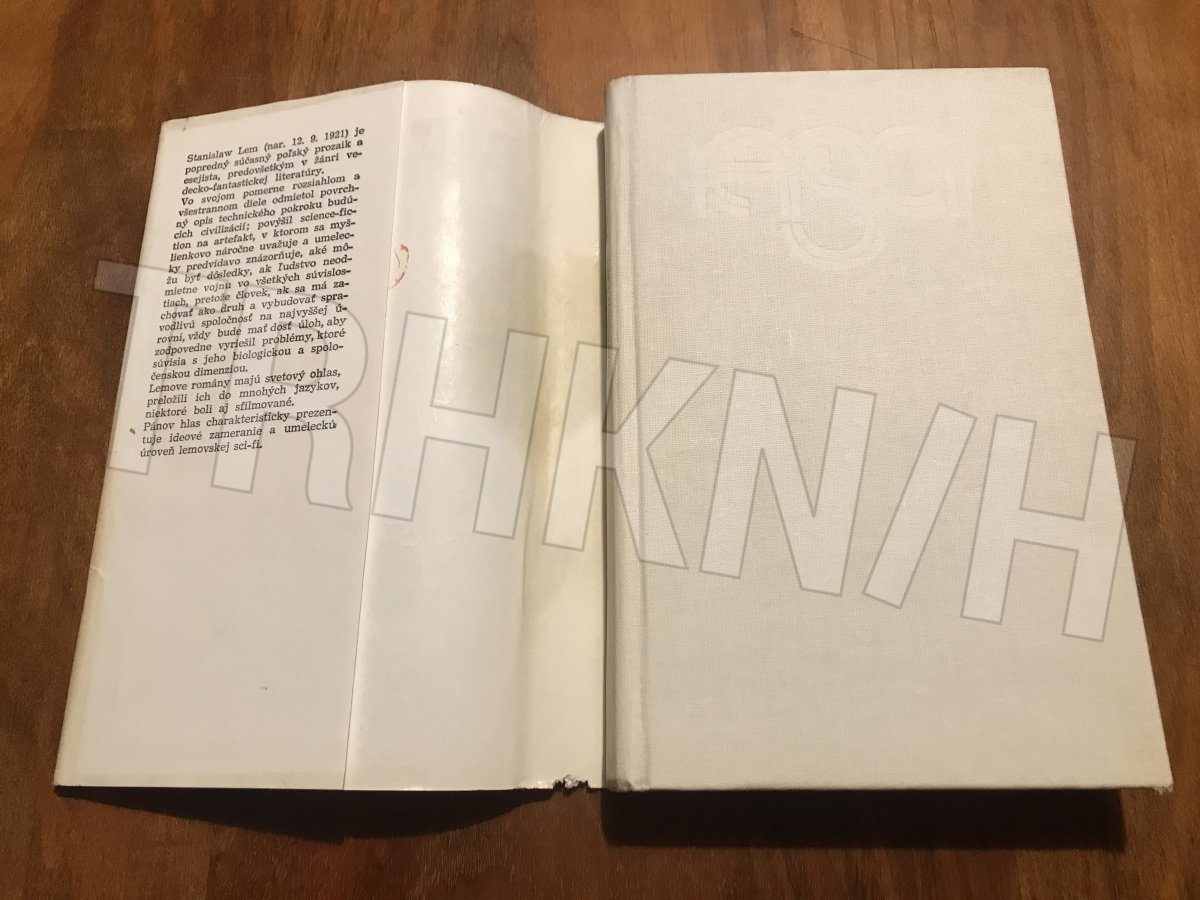 Stanislaw Lem (nar. 12. 9. 1921) je
popredný súčasný poľský prozaik a
esejista, predovšetkým v žánri ve-
decko-fantastickej literatúry.
Vo svojom pomerne rozsiahlom a
všestrannom diele odmietol povrch-
ný opis technického pokroku budú-
cich civilizácií; povýšil science-fic-
tion na artefakt, v ktorom sa myš-
lienkovo náročne uvažuje a umelec-
ky predvídavo znázorňuje, aké mô-
žu byť dôsledky, ak ľudstvo neod-
mietne vojnu vo všetkých súvislos-
tiach, pretože človek, ak sa má za-
chovať ako druh a vybudovať spra-
vodlivú spoločnosť na najvyššej ú-
rovni, vždy bude mať dosť úloh, aby
zodpovedne vyriešil problémy, ktoré
súvisia s jeho biologickou a spolo-
čenskou dimenziou.
Lemove romány majú svetový ohlas,
preložili ich do mnohých jazykov,
niektoré boli aj sfilmované.
Pánov hlas charakteristicky prezen-
tuje ideové zameranie a umeleckú
úroveň lemovskej sci-fi.
TRHKN/H